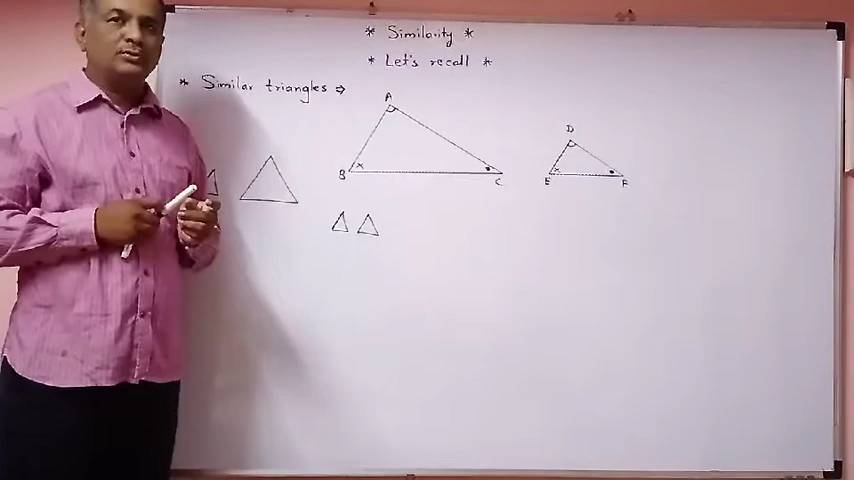 * Similarity *
* Let's recall *
* Similar triangles ⇒
A
B
C
D
E
F